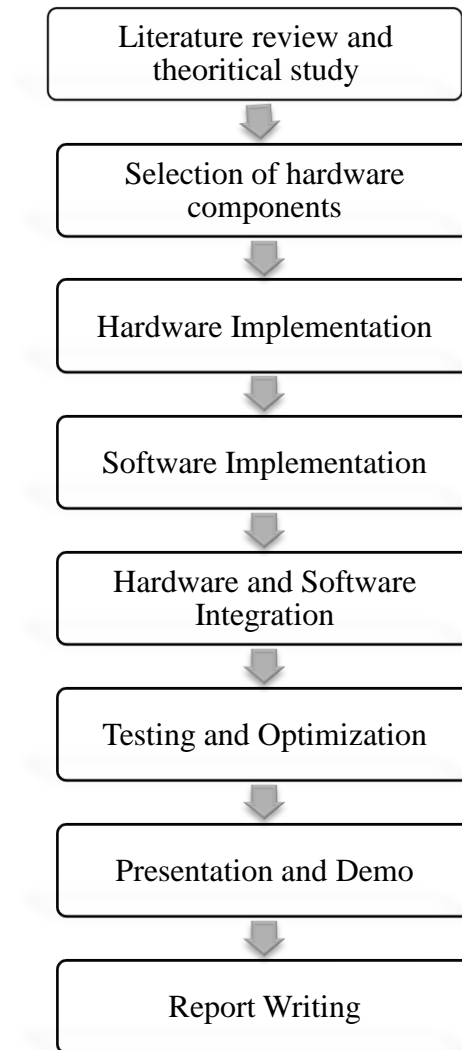 Literature review and
theoritical study
Selection of hardware
components
Hardware Implementation
Software Implementation
Hardware and Software
Integration
Testing and Optimization
Presentation and Demo
Report Writing